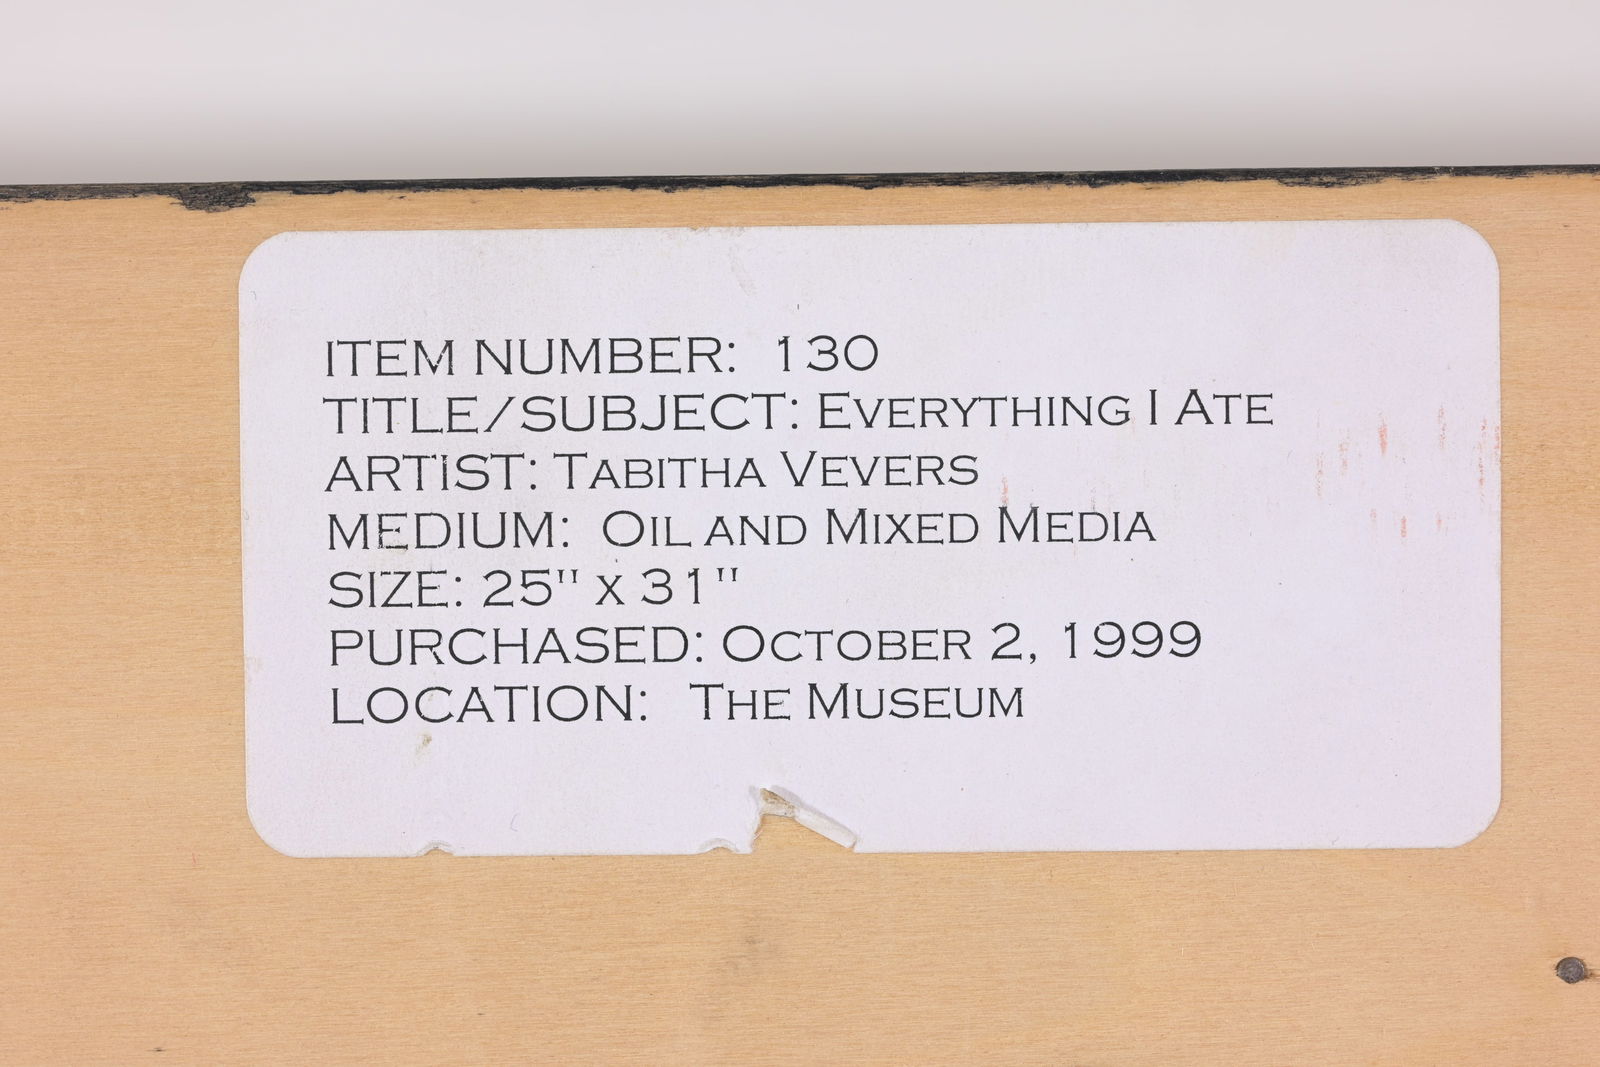 ITEM NUMBER: 130
TITLE/SUBJECT: EVERYTHING I ATE
ARTIST: TABITHA VEVERS
MEDIUM: OIL AND MIXED MEDIA
SIZE: 25" X 31"
PURCHASED: OCTOBER 2, 1999
LOCATION: THE MUSEUM